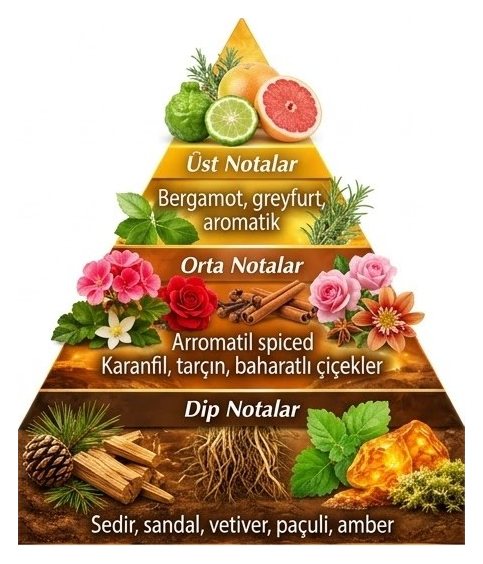 Üst Notalar
Bergamot, greyfurt,
aromatik
Orta Notalar
Arromatil spiced
Karanfil, tarçın, baharatlı çiçekler
Dip Notalar
Sedir, sandal, vetiver, paçuli, amber